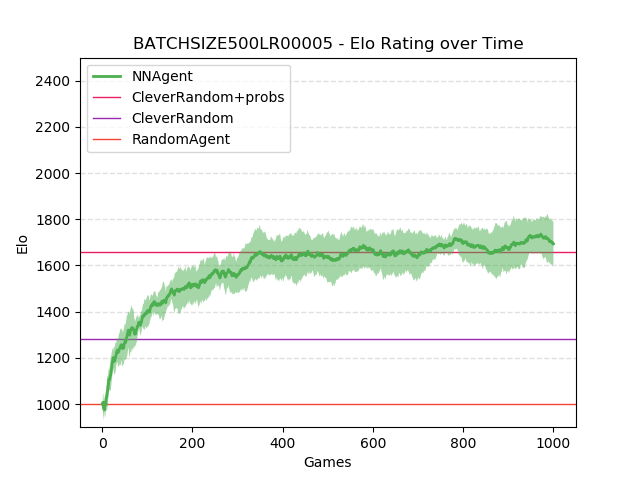 BATCHSIZE500LR00005 - Elo Rating over Time
NNAgent
CleverRandom+probs
CleverRandom
RandomAgent
Elo
2400
2200
2000
1800
1600
1400
1200
1000
0 200 400 600 800 1000
Games